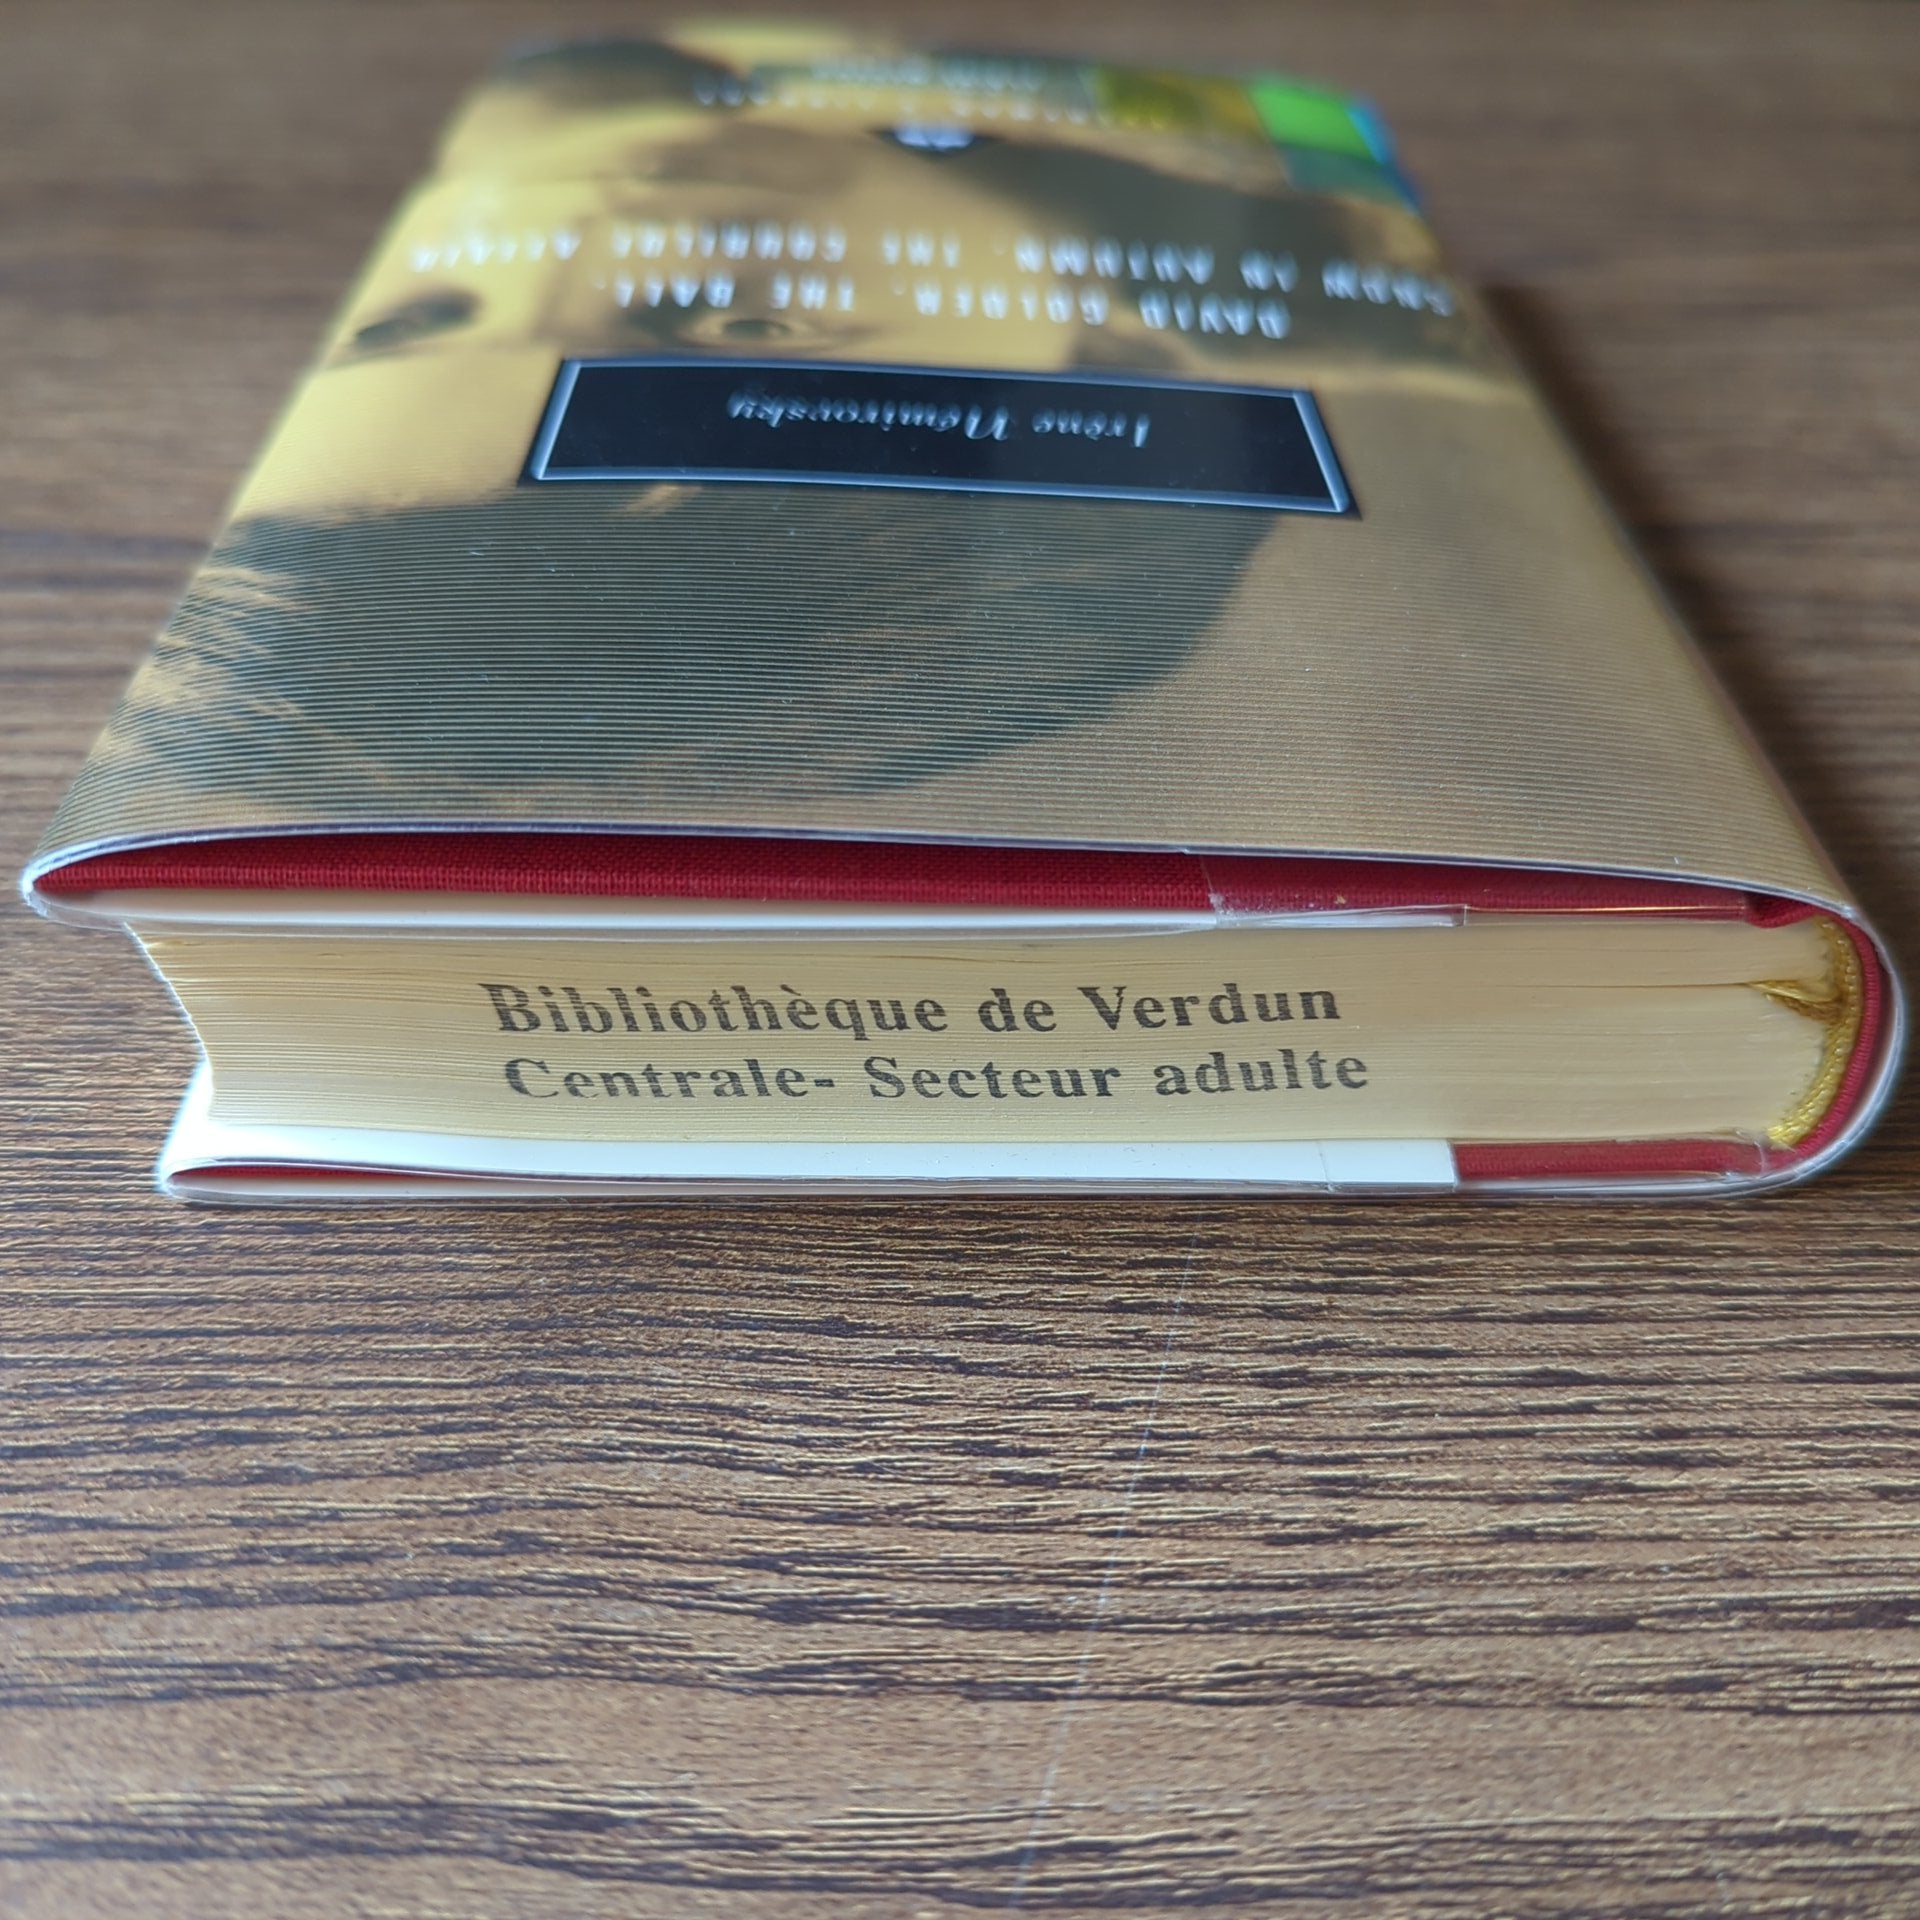 Irène Némirovsky
DAVID GOLDER, THE BALL,
SNOW IN AUTUMN, THE COURILOF AFFAIR
Bibliothèque de Verdun
Centrale- Secteur adulte